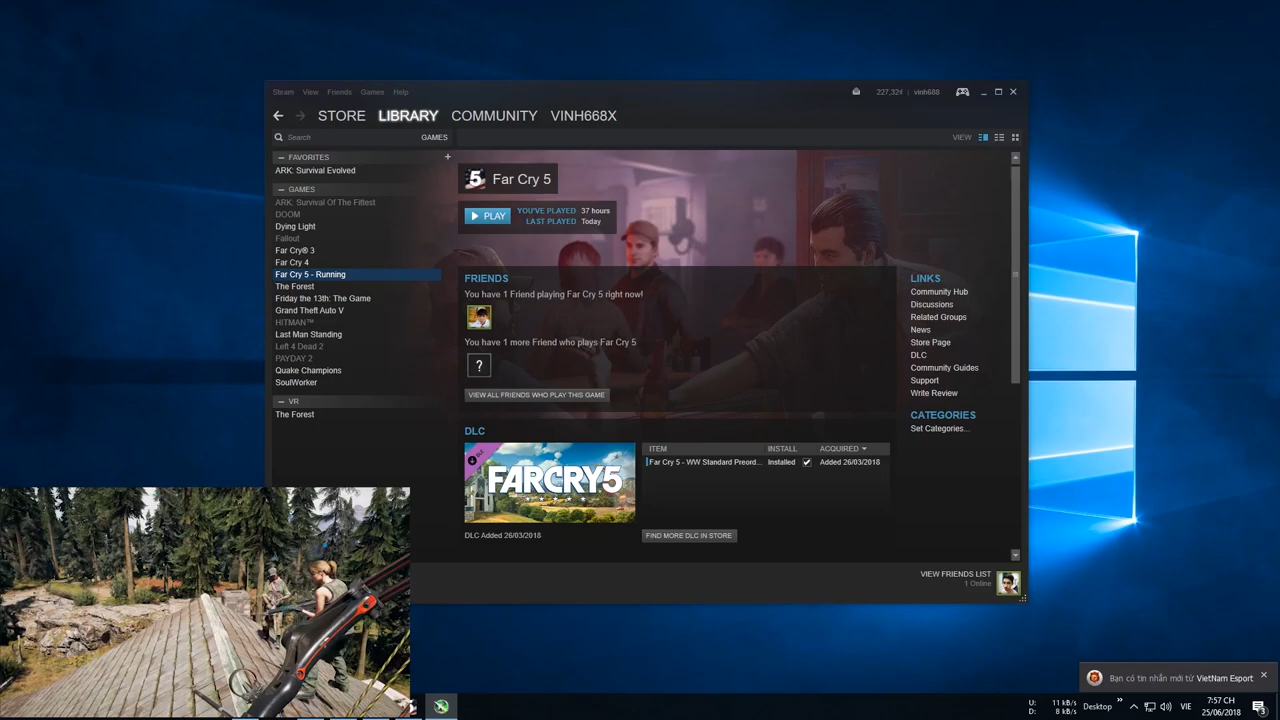 Steam View Friends Games Help
227,32₫ vinh688
STORE LIBRARY COMMUNITY VINH668X
Search GAMES
VIEW
— FAVORITES
ARK: Survival Evolved
— GAMES
ARK: Survival Of The Fittest
DOOM
Dying Light
Fallout
Far Cry® 3
Far Cry 4
Far Cry 5 - Running
The Forest
Friday the 13th: The Game
Grand Theft Auto V
HITMAN™
Last Man Standing
Left 4 Dead 2
PAYDAY 2
Quake Champions
SoulWorker
— VR
The Forest
5 Far Cry 5
PLAY
YOU'VE PLAYED 37 hours
LAST PLAYED Today
FRIENDS
You have 1 Friend playing Far Cry 5 right now!
You have 1 more Friend who plays Far Cry 5
?
VIEW ALL FRIENDS WHO PLAY THIS GAME
LINKS
Community Hub
Discussions
Related Groups
News
Store Page
DLC
Community Guides
Support
Write Review
CATEGORIES
Set Categories...
DLC
DLC
FARCRY5
DLC Added 26/03/2018
ITEM INSTALL ACQUIRED
Far Cry 5 - WW Standard Preord... Installed Added 26/03/2018
FIND MORE DLC IN STORE
VIEW FRIENDS LIST
1 Online
Bạn có tin nhắn mới từ VietNam Esport
U: 11 kB/s
D: 8 kB/s
Desktop
VIE
7:57 CH
25/06/2018
3